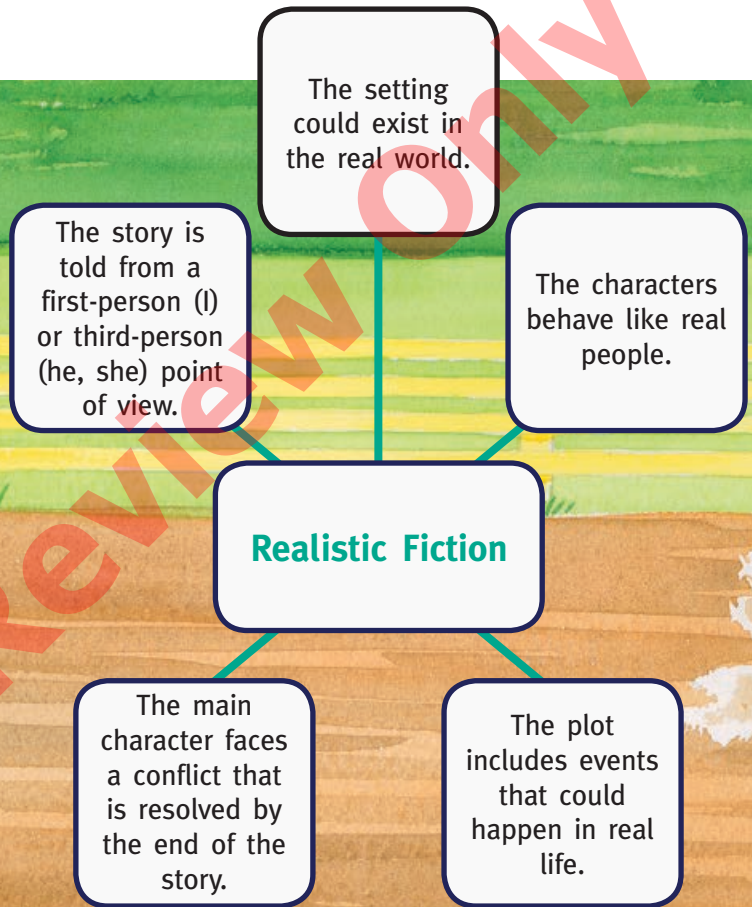 The setting
could exist in
the real world.
The story is
told from a
first-person (I)
or third-person
(he, she) point
of view.
The characters
behave like real
people.
Realistic Fiction
The main
character faces
a conflict that
is resolved by
the end of the
story.
The plot
includes events
that could
happen in real
life.
Review Only